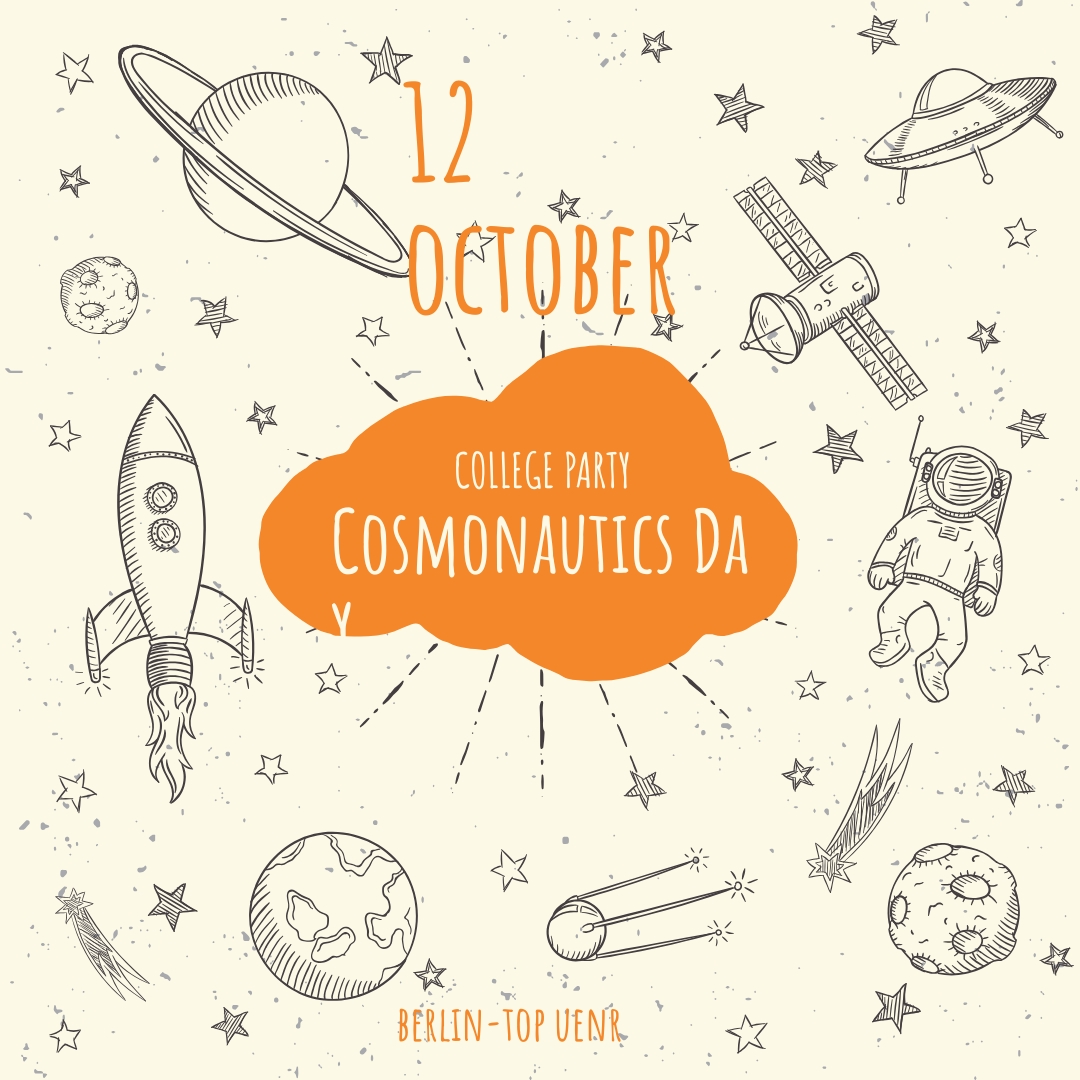 12
OCTOBER
COLLEGE PARTY
COSMONAUTICS DA
Y
BERLIN-TOP UENR